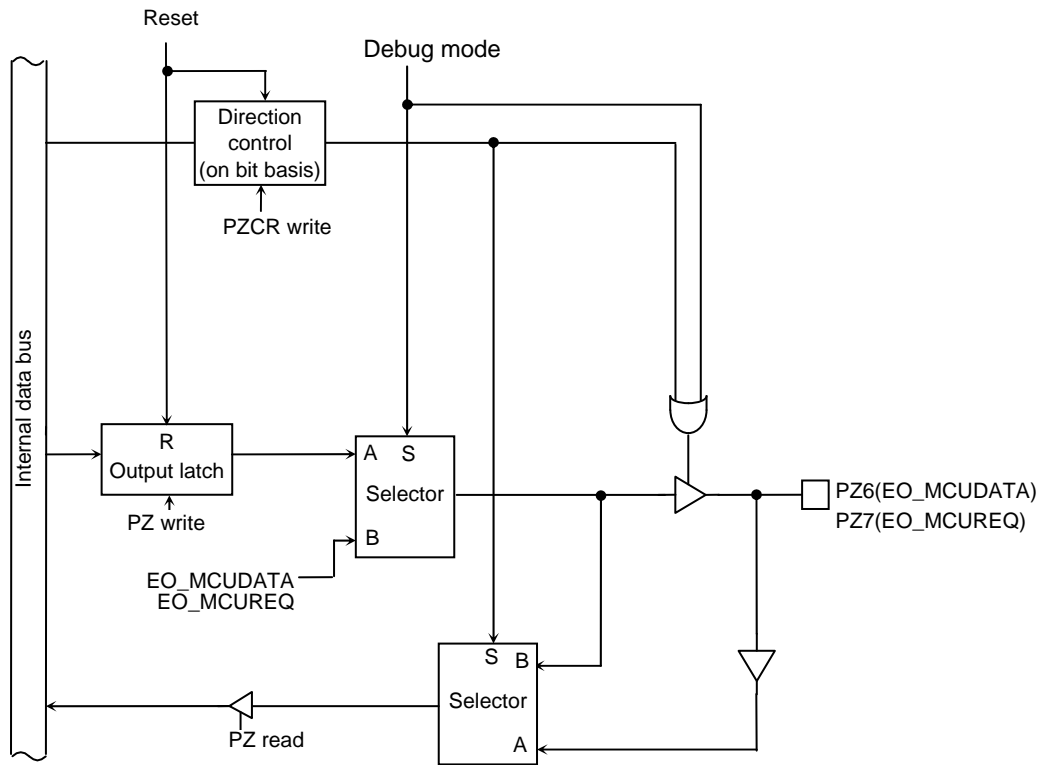 Reset
Debug mode
Direction
control
(on bit basis)
PZCR write
Internal data bus
R
Output latch
PZ write
A S
Selector
B
EO_MCUDATA
EO_MCUREQ
PZ6(EO_MCUDATA)
PZ7(EO_MCUREQ)
S B
Selector
A
PZ read